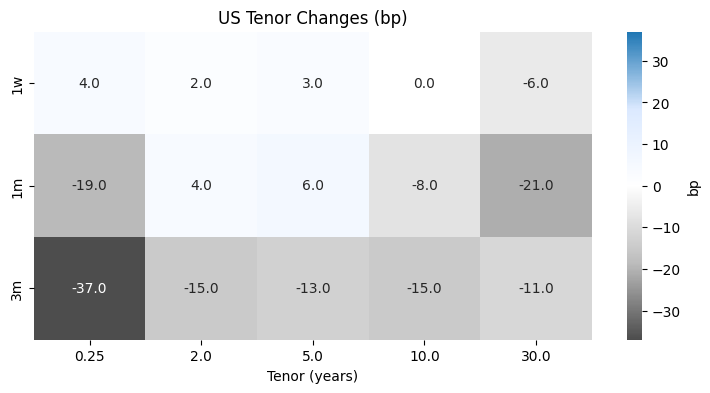 US Tenor Changes (bp)
1w 4.0 2.0 3.0 0.0 -6.0
1m -19.0 4.0 6.0 -8.0 -21.0
3m -37.0 -15.0 -13.0 -15.0 -11.0
0.25 2.0 5.0 10.0 30.0
Tenor (years)
30
20
10
0
−10
−20
−30
bp